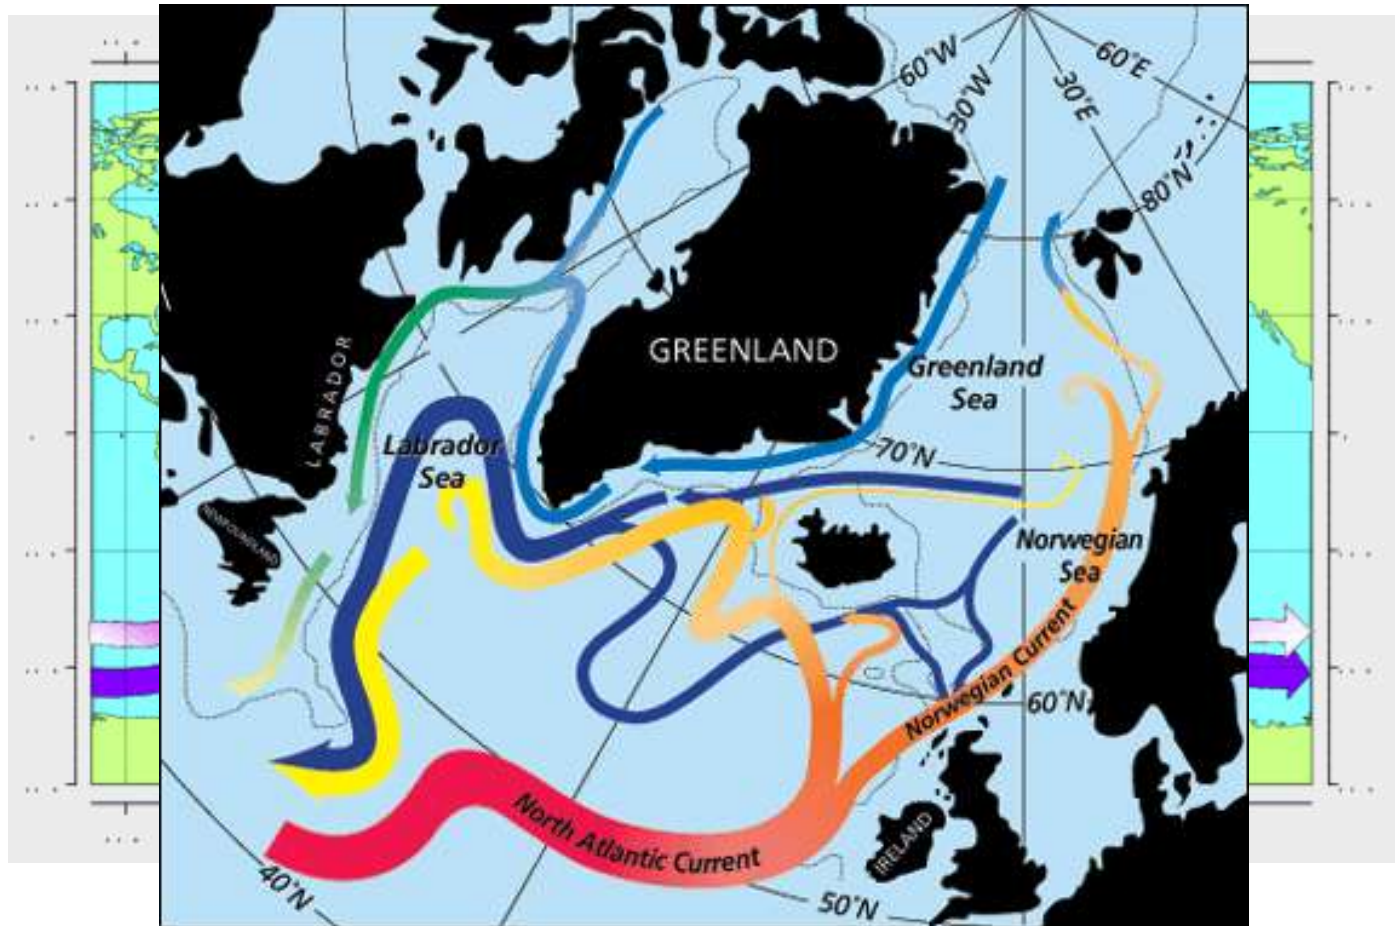 60°W
30°W
30°E
60°E
80°N
GREENLAND
LABRADOR
Greenland
Sea
Labrador
Sea
70°N
NEWFOUNDLAND
Norwegian
Sea
Norwegian Current
60°N
North Atlantic Current
IRELAND
40°N
50°N